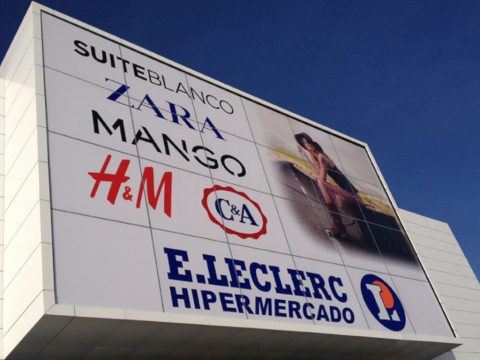 SUITEBLANCO
ZARA
MANGO
H&M
C&A
E.LECLERC
HIPERMERCADO
L